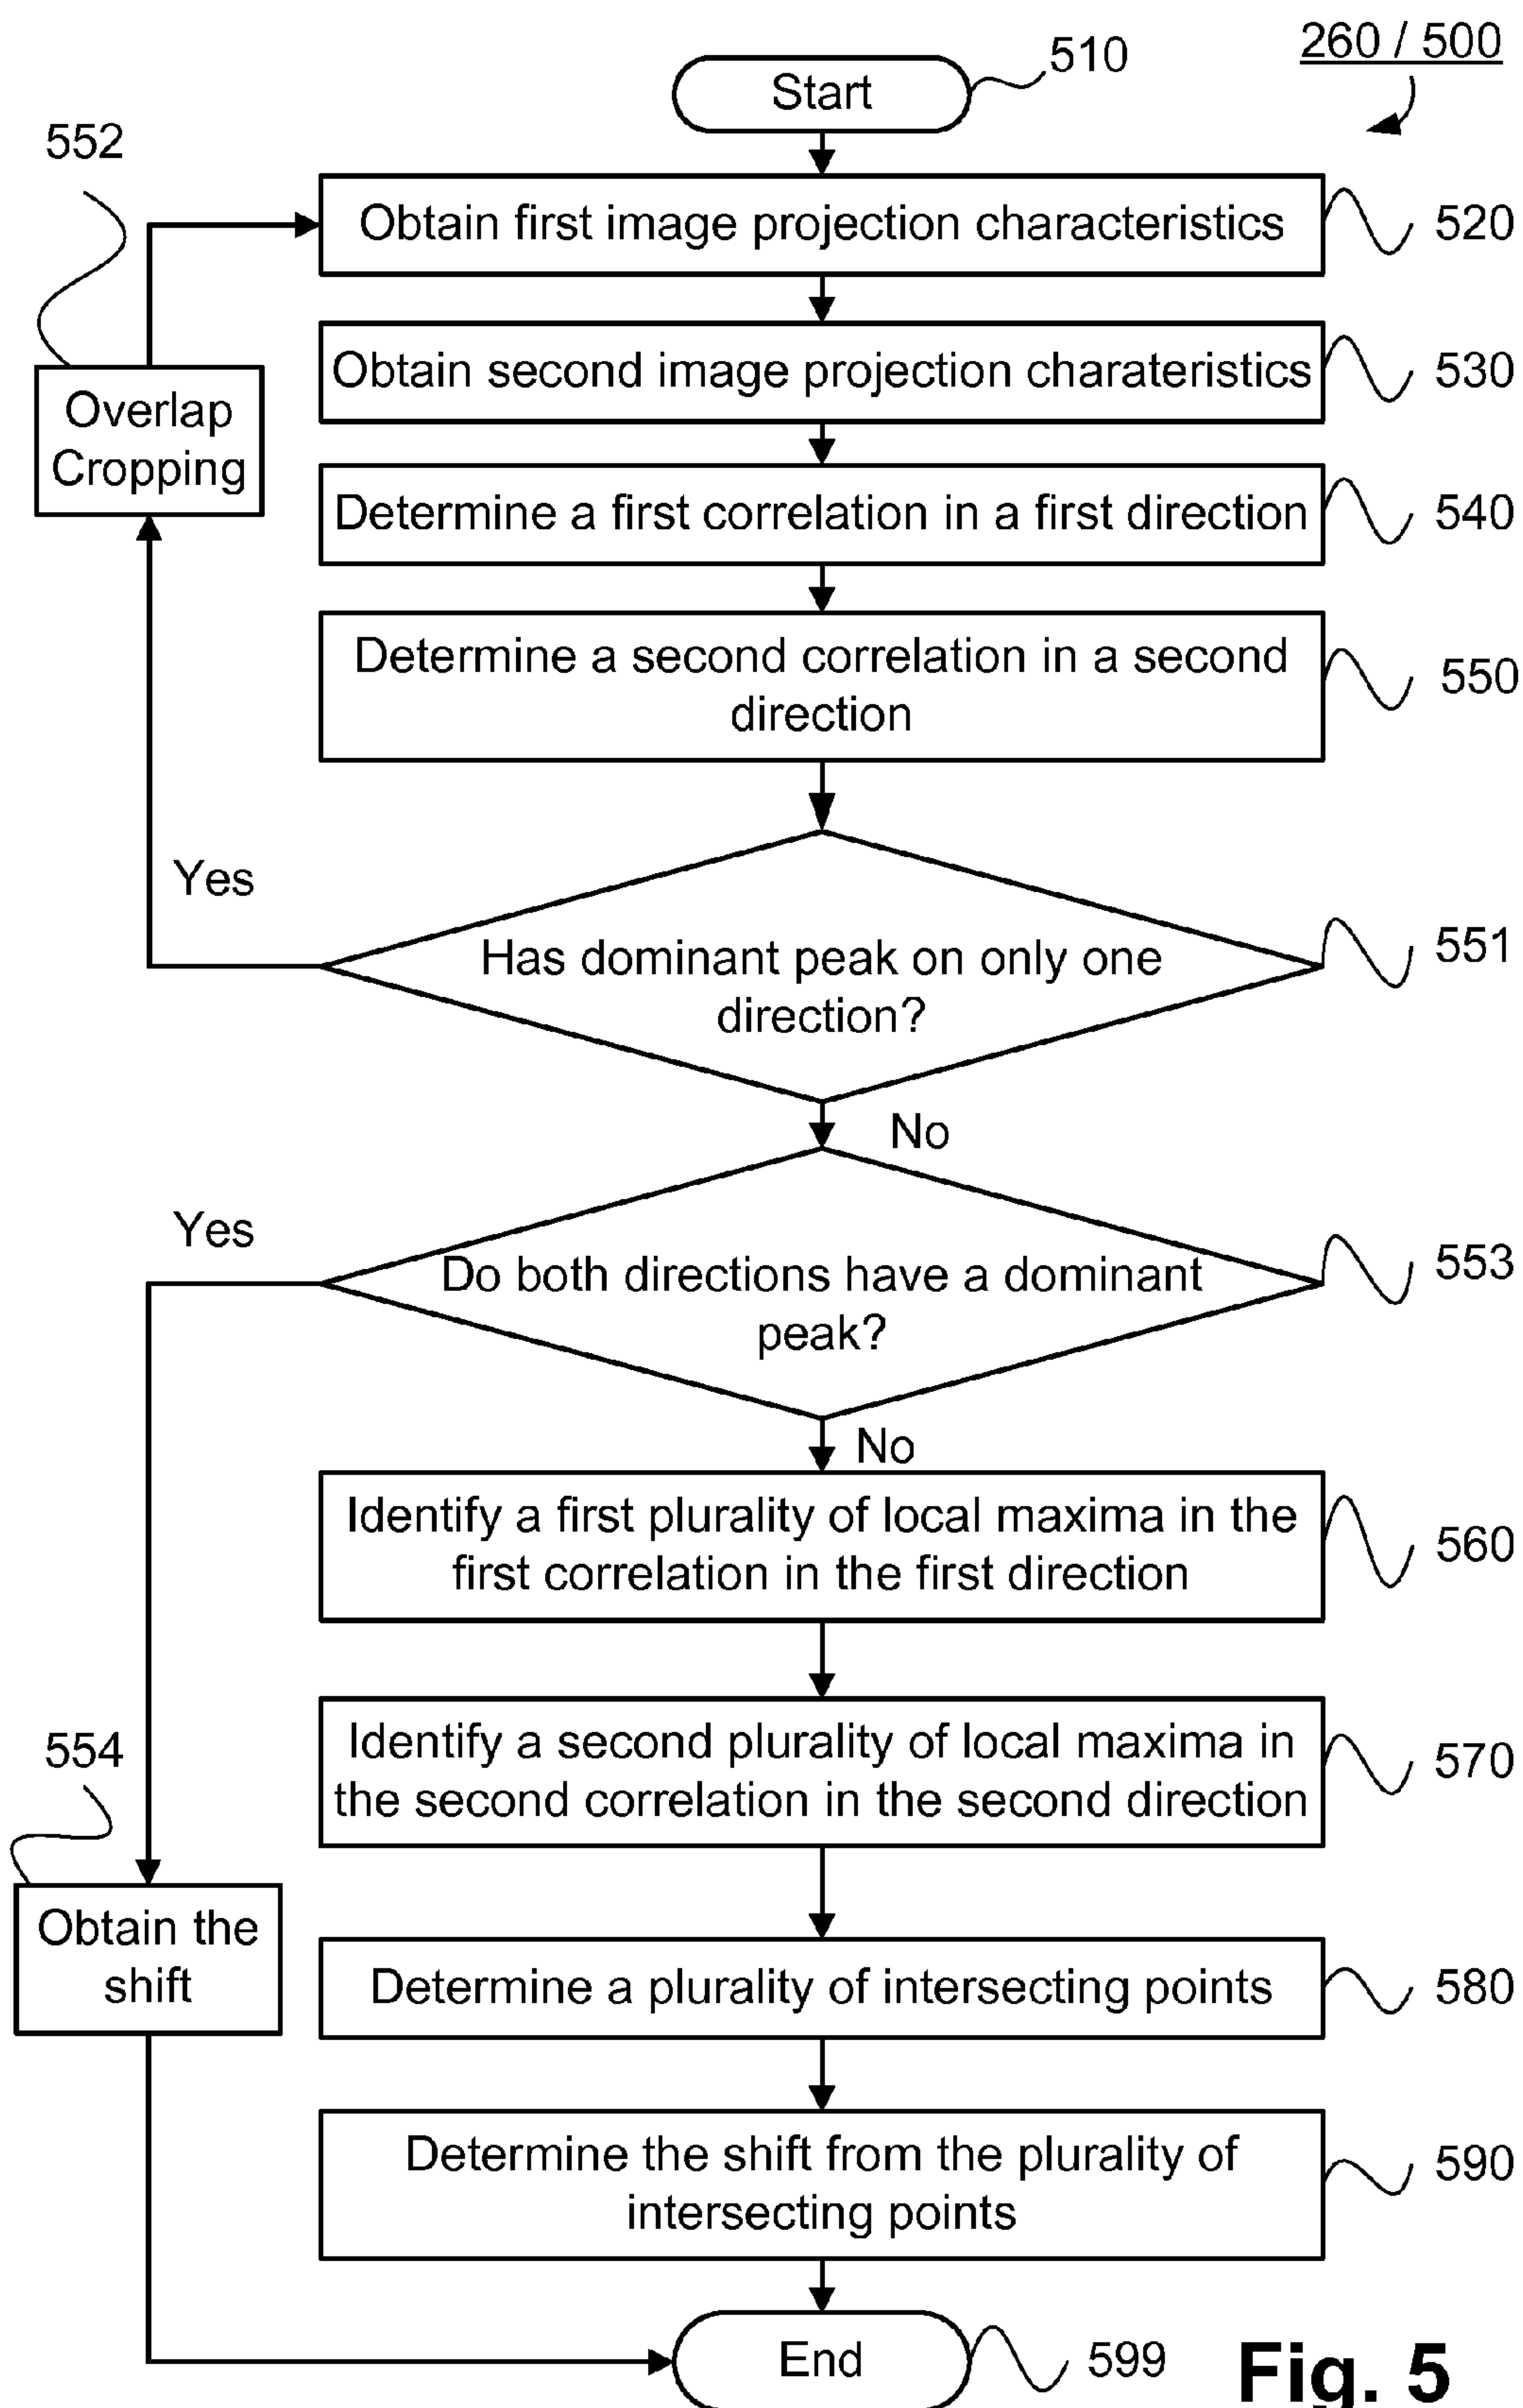 260 / 500
Start
510
552
Obtain first image projection characteristics
520
Obtain second image projection charateristics
530
Overlap
Cropping
Determine a first correlation in a first direction
540
Determine a second correlation in a second
direction
550
Yes
Has dominant peak on only one
direction?
551
No
Yes
Do both directions have a dominant
peak?
553
No
Identify a first plurality of local maxima in the
first correlation in the first direction
560
Identify a second plurality of local maxima in
the second correlation in the second direction
570
554
Obtain the
shift
Determine a plurality of intersecting points
580
Determine the shift from the plurality of
intersecting points
590
End
599
Fig. 5